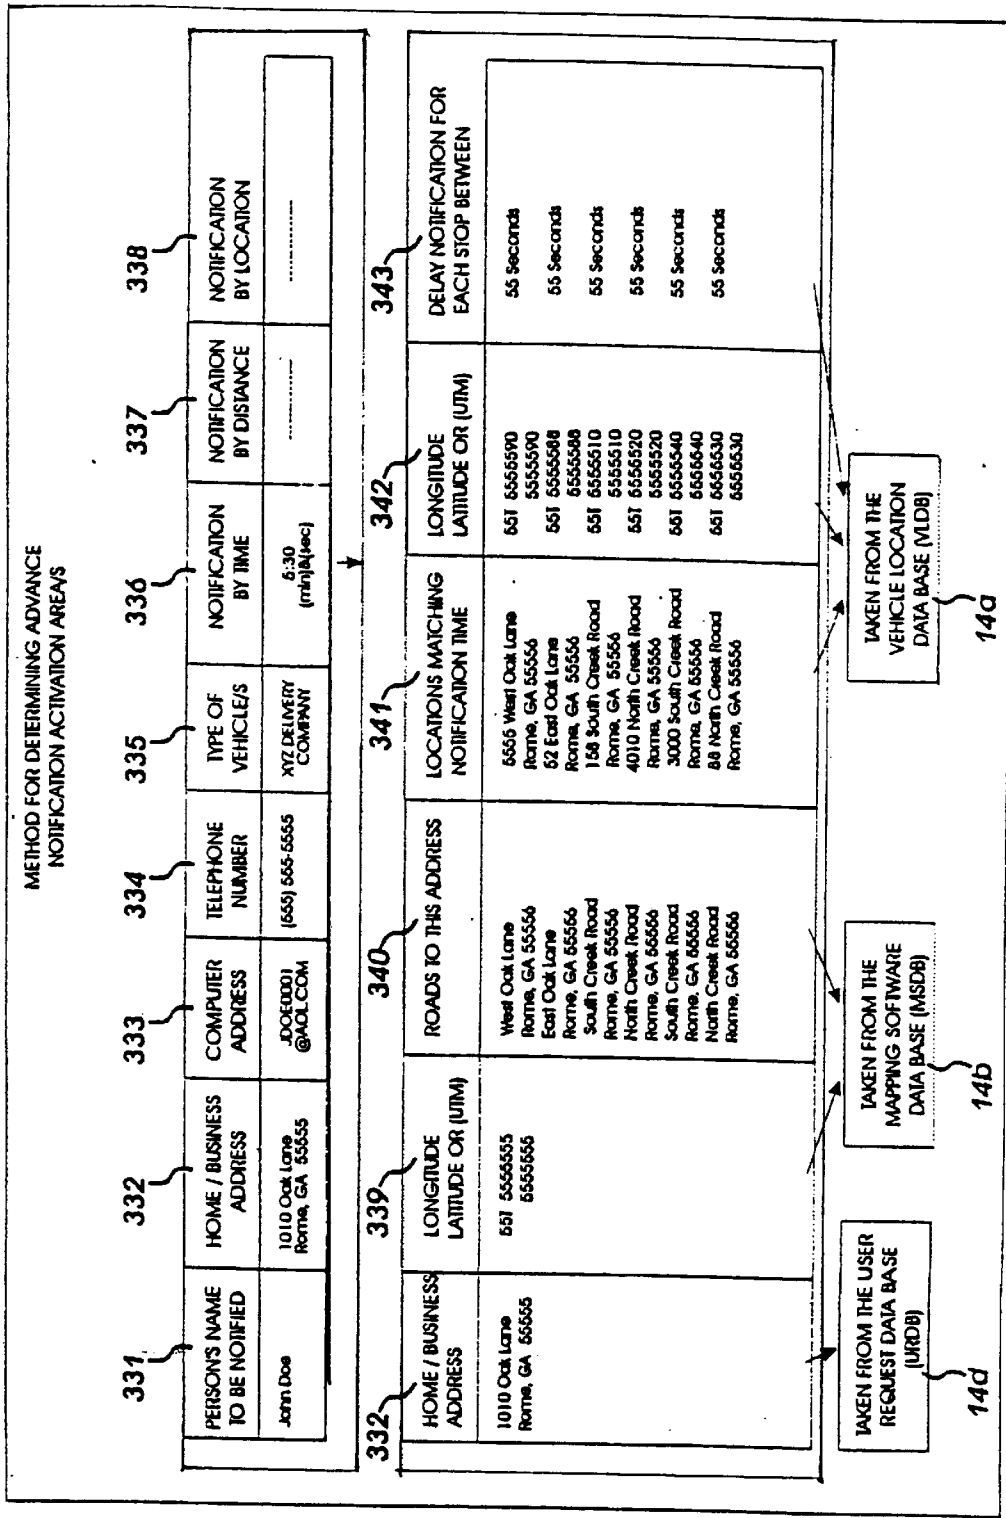 METHOD FOR DETERMINING ADVANCE
NOTIFICATION ACTIVATION AREA/S
331
332
333
334
335
336
337
338
PERSON'S NAME
TO BE NOTIFIED
HOME / BUSINESS
ADDRESS
COMPUTER
ADDRESS
TELEPHONE
NUMBER
TYPE OF
VEHICLE/S
NOTIFICATION
BY TIME
NOTIFICATION
BY DISTANCE
NOTIFICATION
BY LOCATION
John Doe
1010 Oak Lane
Rome, GA 55555
JDOE0001
@AOL.COM
(555) 555-5555
XYZ DELIVERY
COMPANY
5:30
(min)&(sec)
332
339
340
341
342
343
HOME / BUSINESS
ADDRESS
LONGITUDE
LATITUDE OR (UTM)
ROADS TO THIS ADDRESS
LOCATIONS MATCHING
NOTIFICATION TIME
LONGITUDE
LATITUDE OR (UTM)
DELAY NOTIFICATION FOR
EACH STOP BETWEEN
1010 Oak Lane
Rome, GA 55555
55T 5555555
5555555
West Oak Lane
Rome, GA 55556
East Oak Lane
Rome, GA 55556
South Creek Road
Rome, GA 55556
North Creek Road
Rome, GA 55556
South Creek Road
Rome, GA 55556
North Creek Road
Rome, GA 55556
5555 West Oak Lane
Rome, GA 55556
52 East Oak Lane
Rome, GA 55556
158 South Creek Road
Rome, GA 55556
4010 North Creek Road
Rome, GA 55556
3000 South Creek Road
Rome, GA 55556
88 North Creek Road
Rome, GA 55556
55T 5555590
5555590
55T 5555588
5555588
55T 5555510
5555510
55T 5555520
5555520
55T 5555540
5555540
55T 5555530
5555530
55 Seconds
55 Seconds
55 Seconds
55 Seconds
55 Seconds
55 Seconds
TAKEN FROM THE USER
REQUEST DATA BASE
(URDB)
14d
TAKEN FROM THE
MAPPING SOFTWARE
DATA BASE (MSDB)
14b
TAKEN FROM THE
VEHICLE LOCATION
DATA BASE (VLDB)
14a